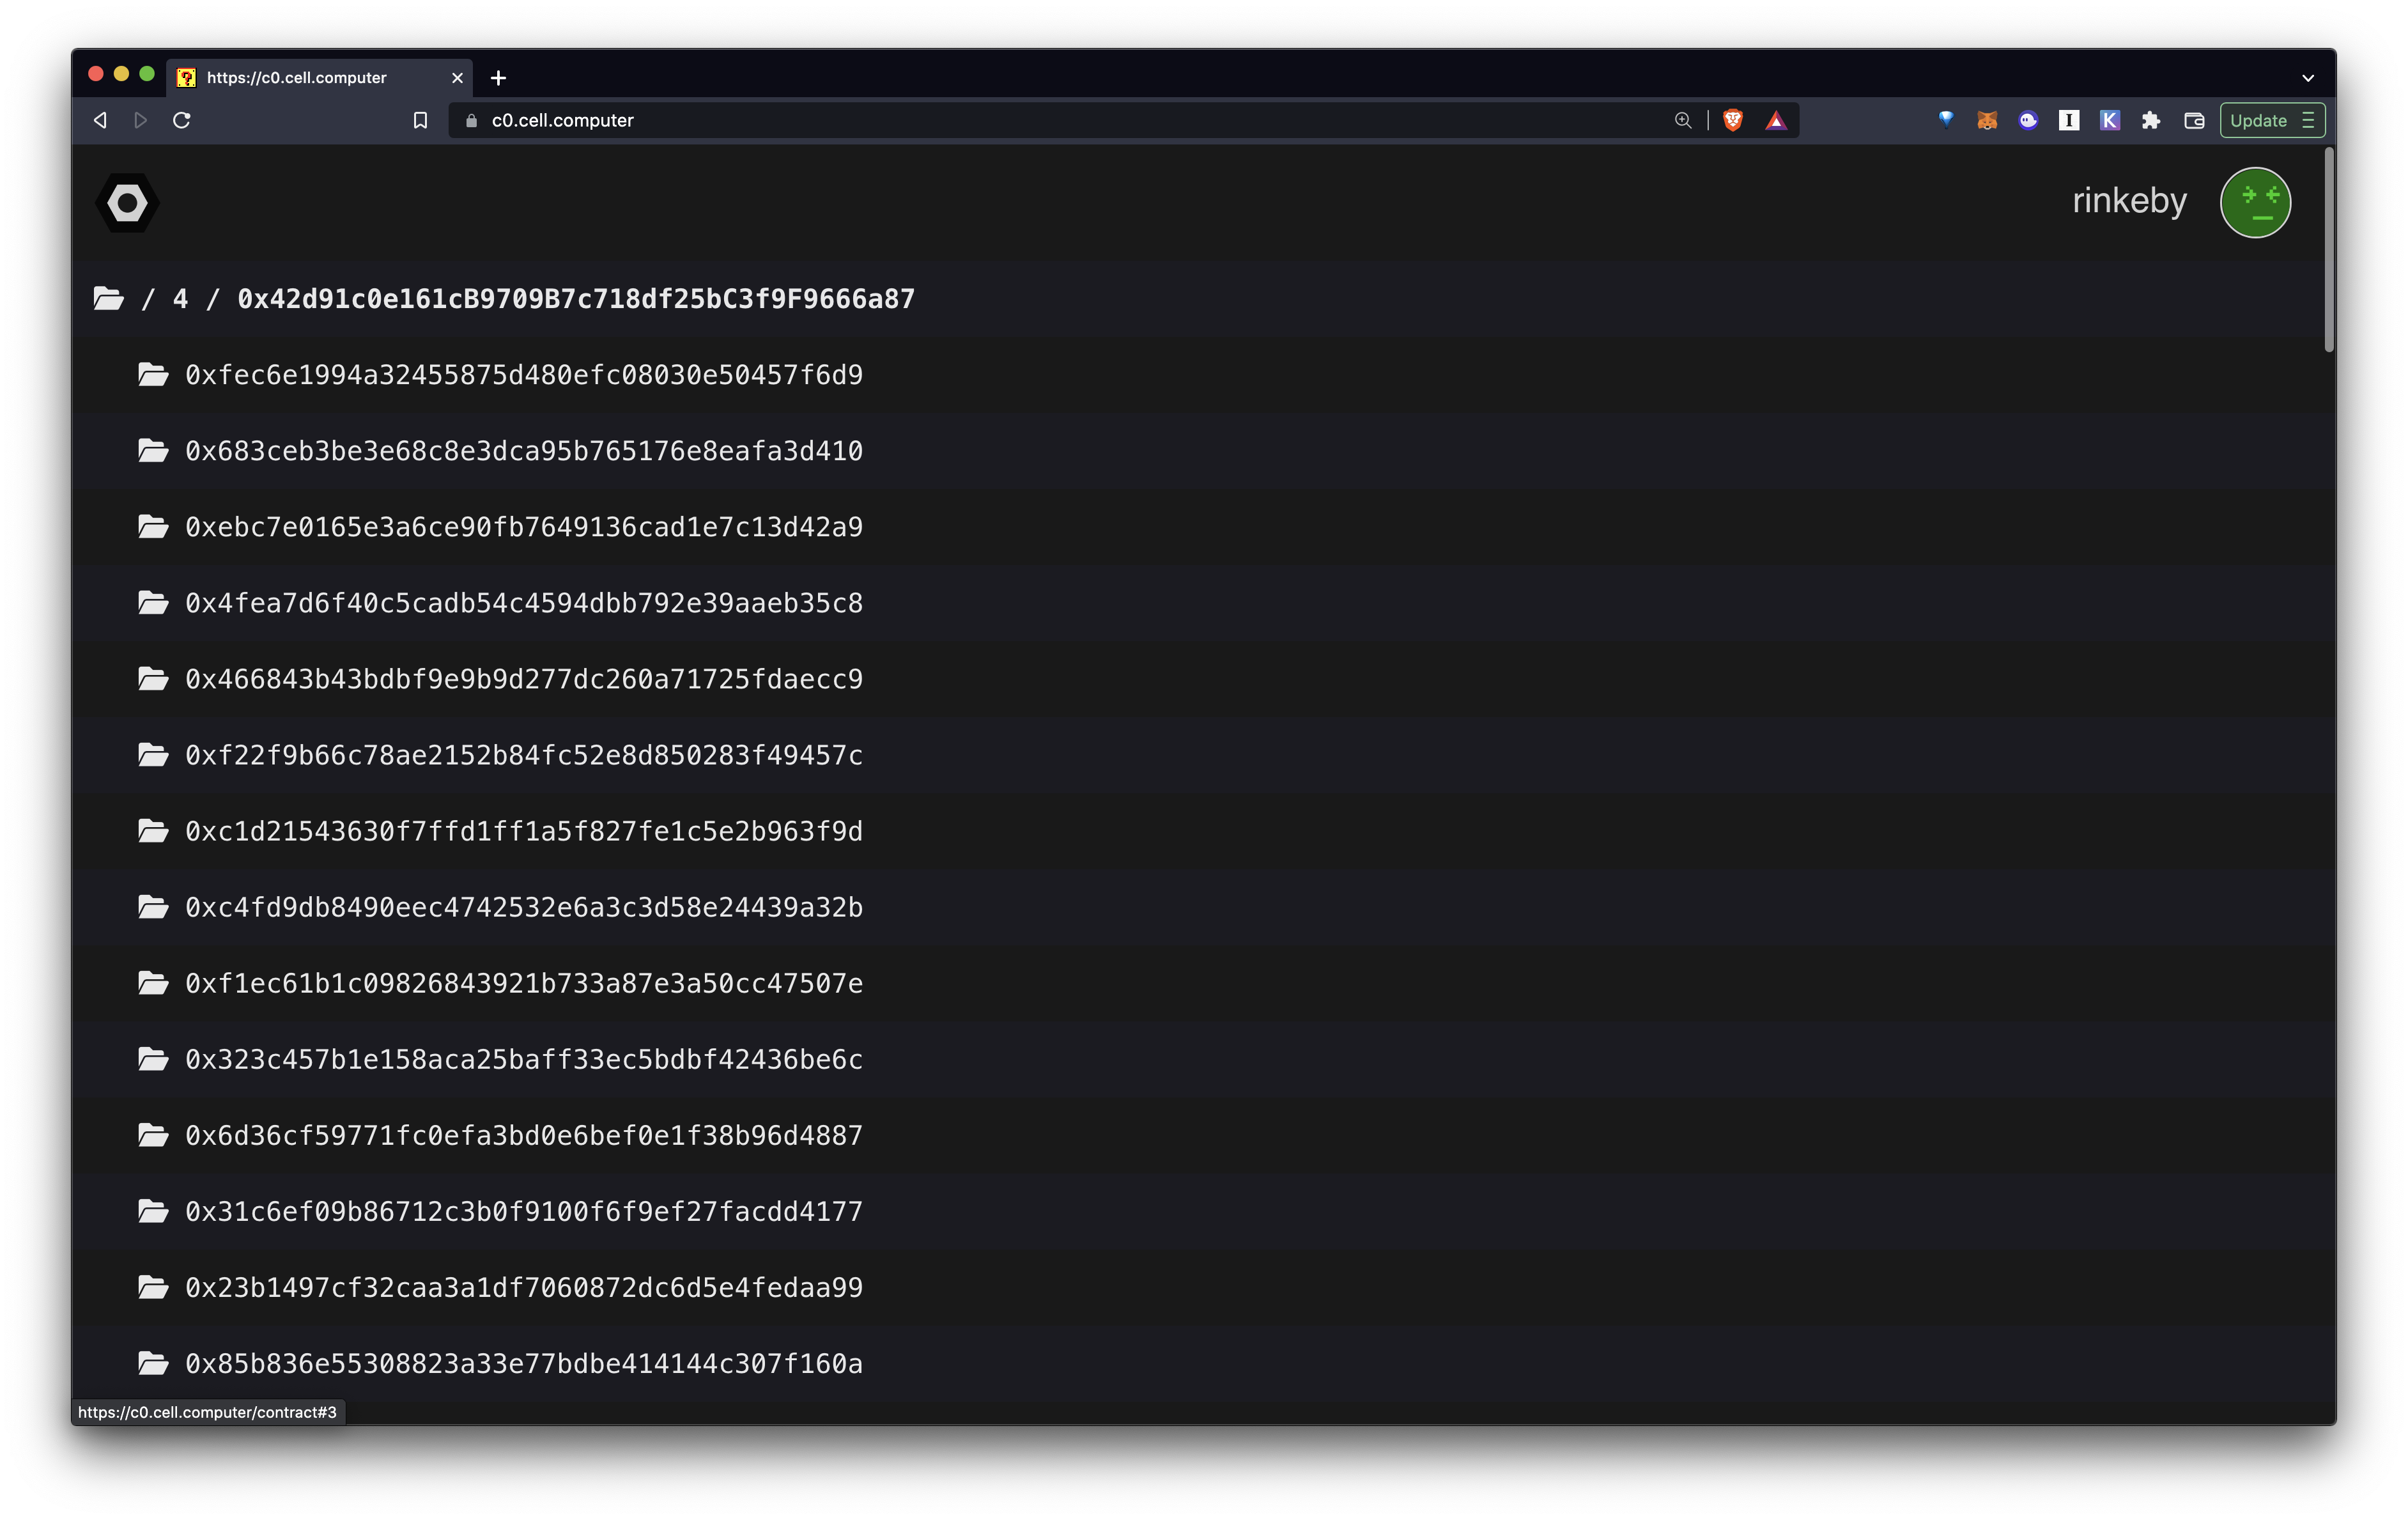 https://c0.cell.computer
c0.cell.computer
Update
rinkeby
/ 4 / 0x42d91c0e161cB9709B7c718df25bC3f9F9666a87
0xfec6e1994a32455875d480efc08030e50457f6d9
0x683ceb3be3e68c8e3dca95b765176e8eafa3d410
0xebc7e0165e3a6ce90fb7649136cad1e7c13d42a9
0x4fea7d6f40c5cadb54c4594dbb792e39aaeb35c8
0x466843b43bdbf9e9b9d277dc260a71725fdaecc9
0xf22f9b66c78ae2152b84fc52e8d850283f49457c
0xc1d21543630f7ffd1ff1a5f827fe1c5e2b963f9d
0xc4fd9db8490eec4742532e6a3c3d58e24439a32b
0xf1ec61b1c09826843921b733a87e3a50cc47507e
0x323c457b1e158aca25baff33ec5bdbf42436be6c
0x6d36cf59771fc0efa3bd0e6bef0e1f38b96d4887
0x31c6ef09b86712c3b0f9100f6f9ef27facdd4177
0x23b1497cf32caa3a1df7060872dc6d5e4fedaa99
0x85b836e55308823a33e77bdbe414144c307f160a
https://c0.cell.computer/contract#3